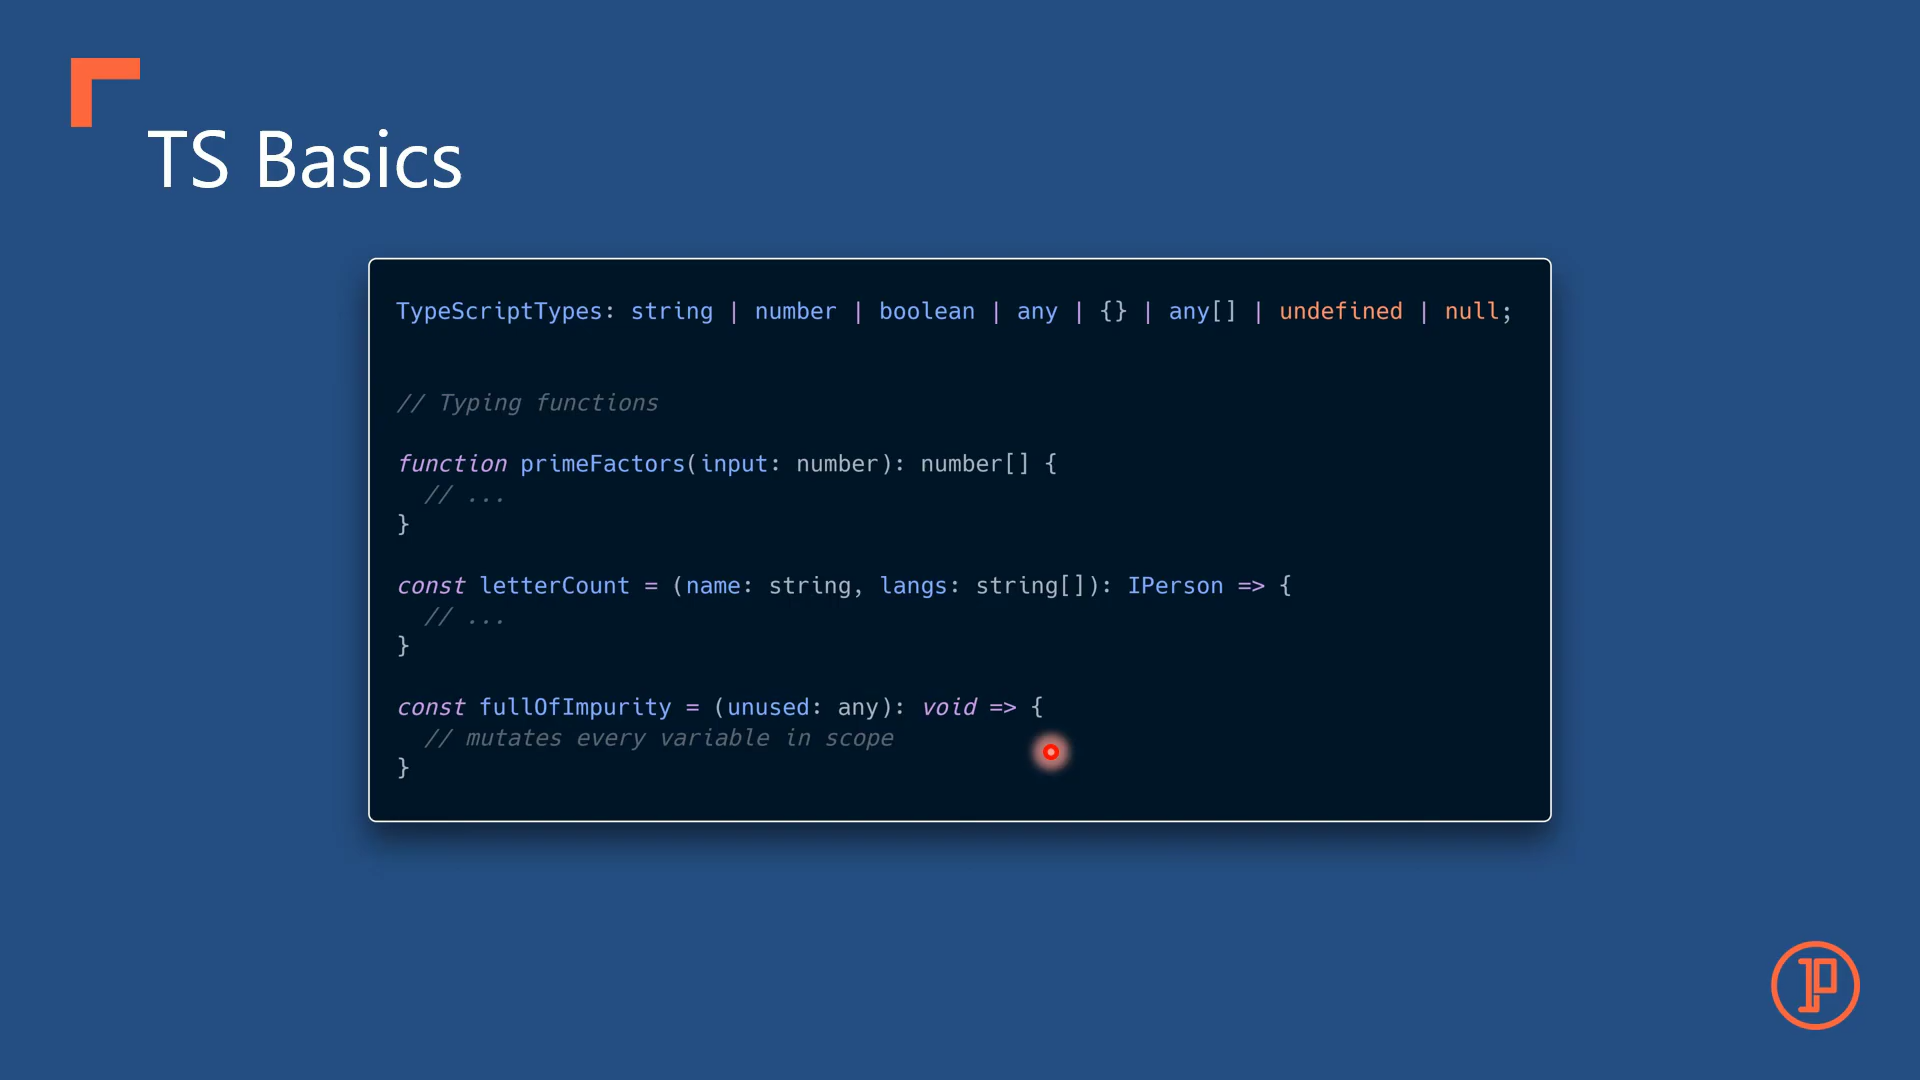 TS Basics
TypeScriptTypes: string | number | boolean | any | {} | any[] | undefined | null;
// Typing functions
function primeFactors(input: number): number[] {
  // ...
}
const letterCount = (name: string, langs: string[]): IPerson => {
  // ...
}
const fullOfImpurity = (unused: any): void => {
  // mutates every variable in scope
}